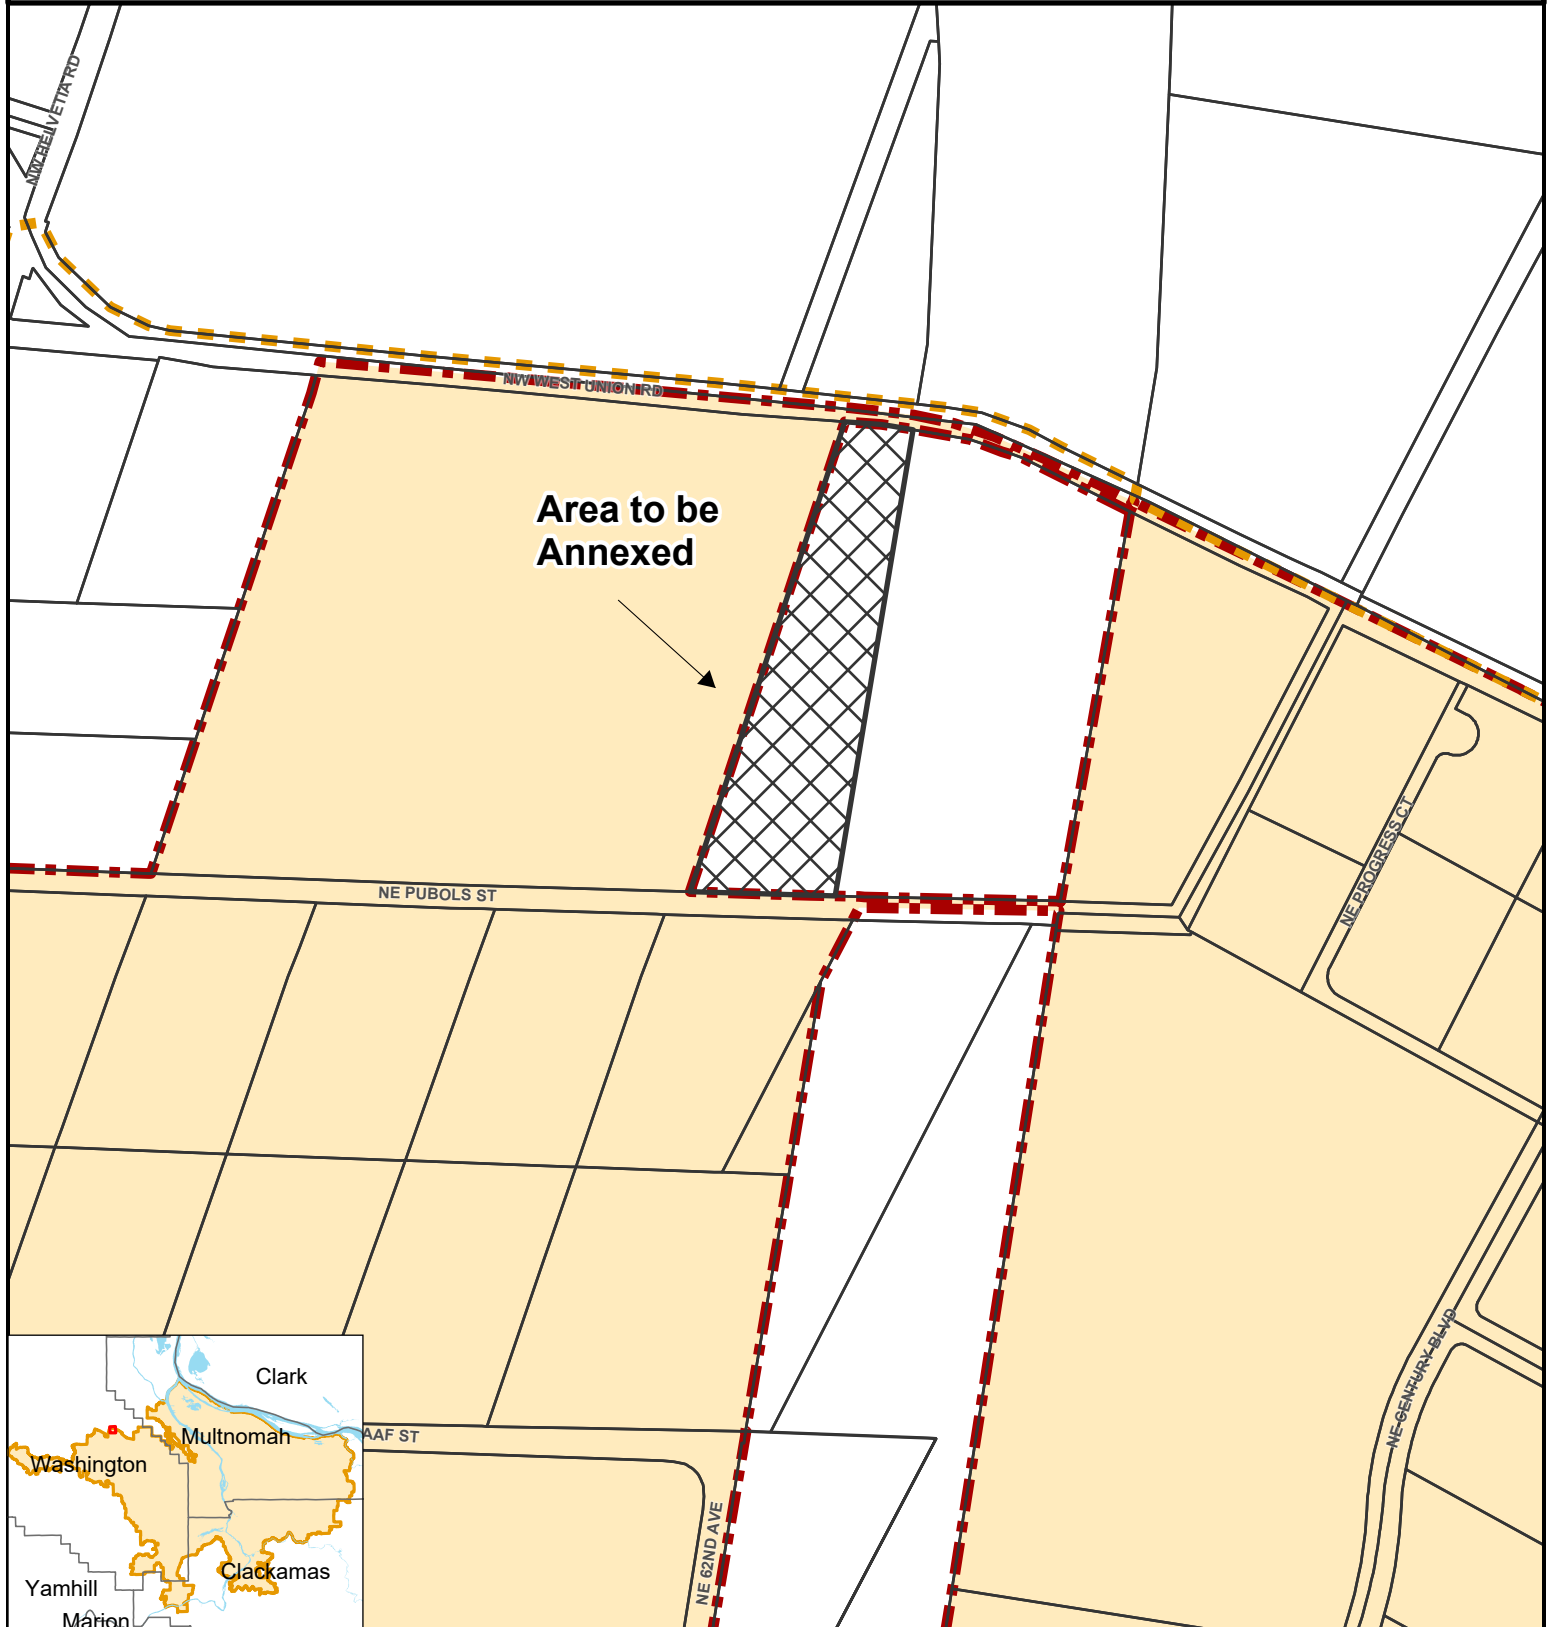 NW HELVETIA RD
NW WEST UNION RD
Area to be
Annexed
NE PUBOLS ST
NE PROGRESS CT
NE CENTURY BLVD
AAF ST
NE 62ND AVE
Clark
Multnomah
Washington
Clackamas
Yamhill
Marion